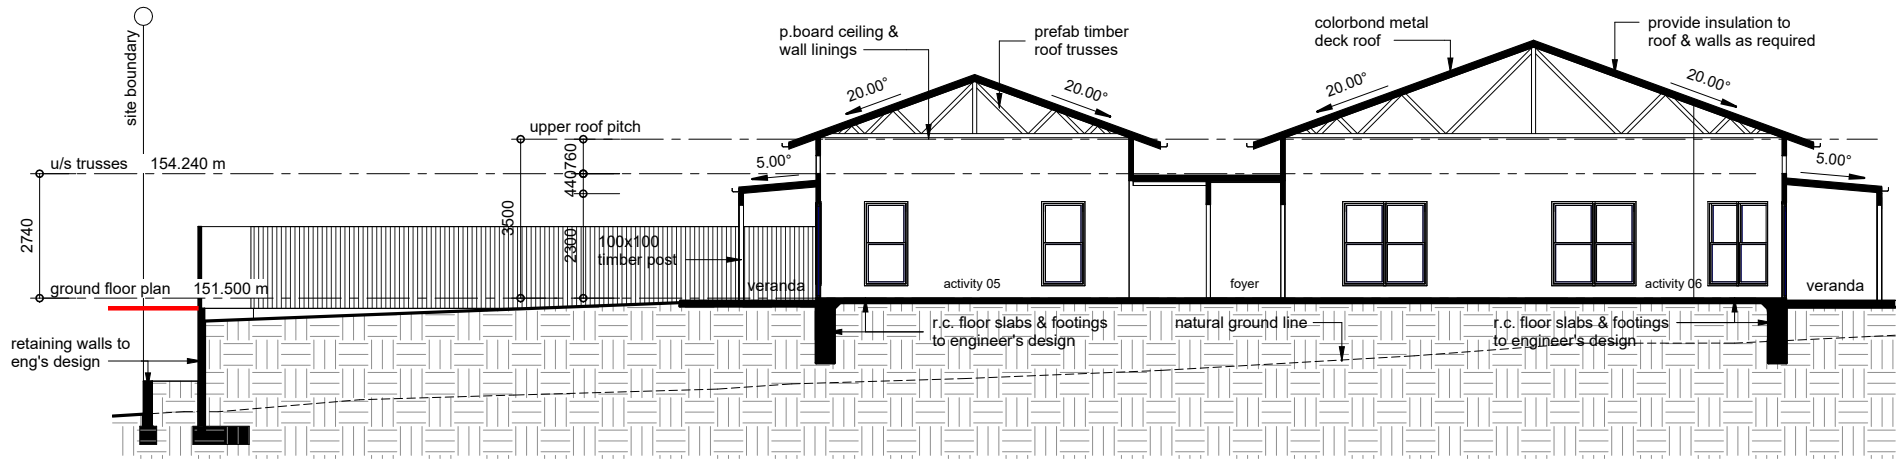 site boundary
p.board ceiling &
wall linings
prefab timber
roof trusses
colorbond metal
deck roof
provide insulation to
roof & walls as required
20.00°
20.00°
20.00°
20.00°
upper roof pitch
u/s trusses 154.240 m
5.00°
5.00°
760
440
2300
3500
2740
100x100
timber post
ground floor plan 151.500 m
veranda
activity 05
foyer
activity 06
veranda
retaining walls to
eng's design
r.c. floor slabs & footings
to engineer's design
natural ground line
r.c. floor slabs & footings
to engineer's design